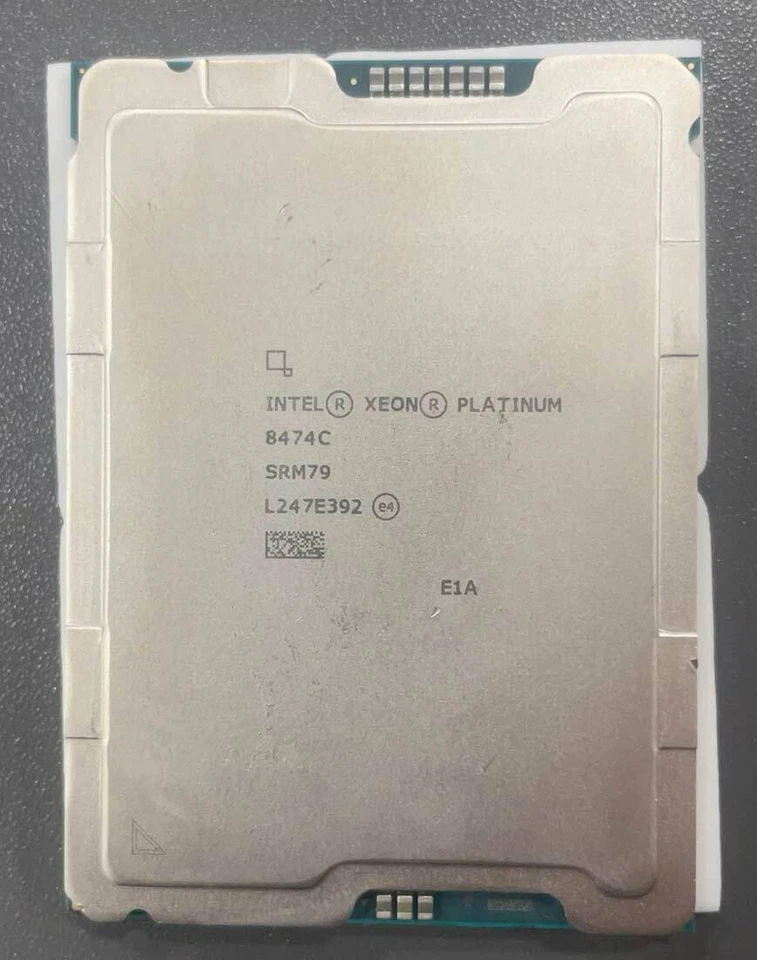 INTEL® XEON® PLATINUM
8474C
SRM79
L247E392 e4
E1A